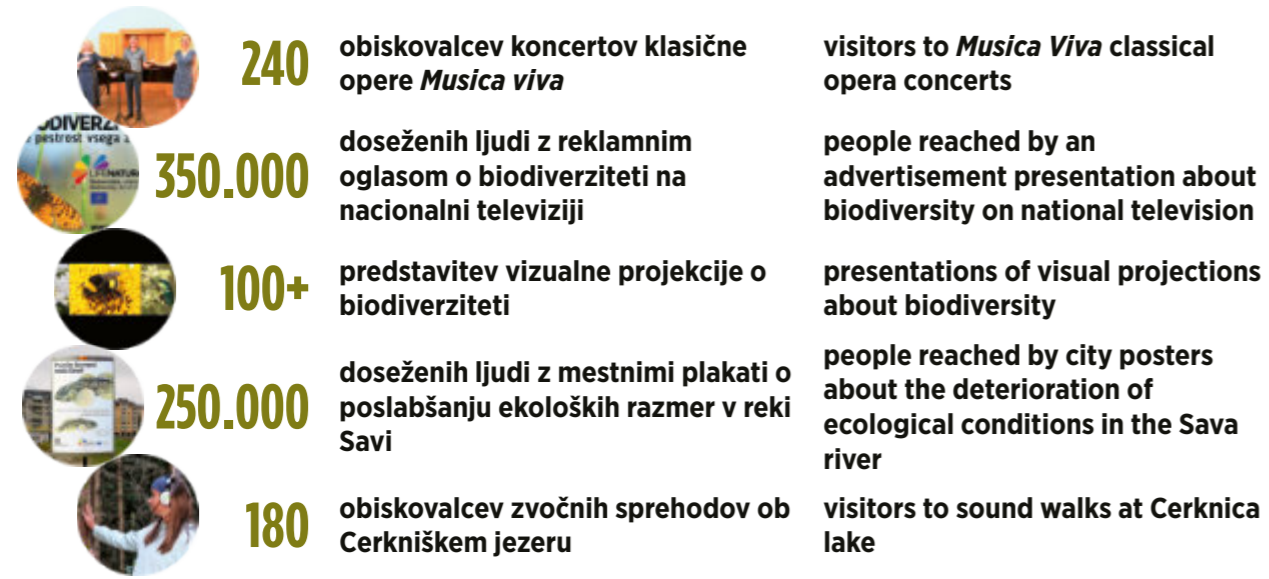 240
obiskovalcev koncertov klasične
opere Musica viva
visitors to Musica Viva classical
opera concerts
350.000
doseženih ljudi z reklamnim
oglasom o biodiverziteti na
nacionalni televiziji
people reached by an
advertisement presentation about
biodiversity on national television
100+
predstavitev vizualne projekcije o
biodiverziteti
presentations of visual projections
about biodiversity
250.000
doseženih ljudi z mestnimi plakati o
poslabšanju ekoloških razmer v reki
Savi
people reached by city posters
about the deterioration of
ecological conditions in the Sava
river
180
obiskovalcev zvočnih sprehodov ob
Cerkniškem jezeru
visitors to sound walks at Cerknica
lake
pestrost vsega